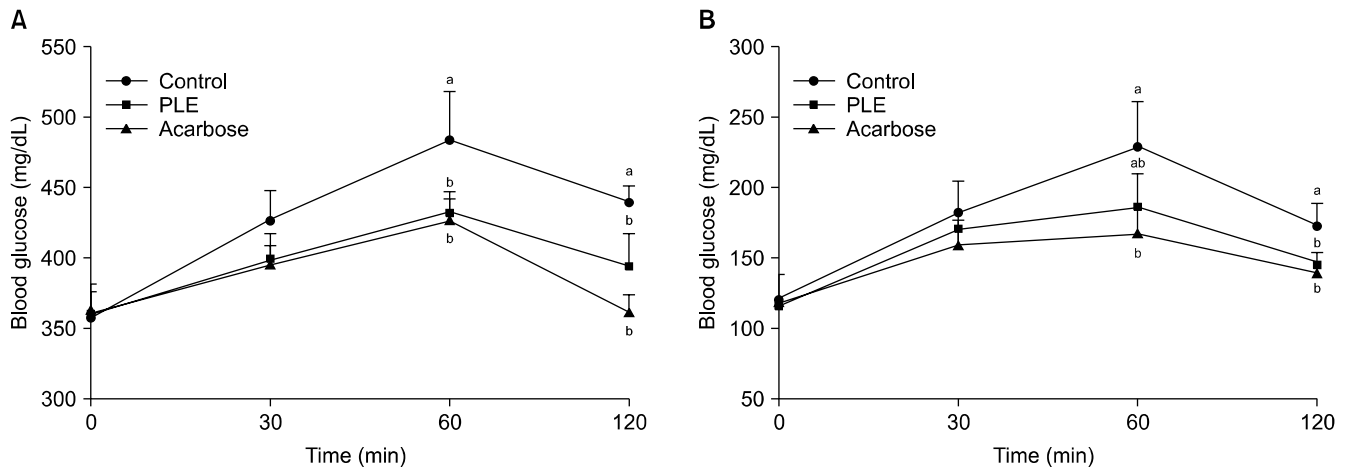 A
550
500
450
400
350
300
Blood glucose (mg/dL)
Control
PLE
Acarbose
a
b
b
a
b
b
0
30
60
120
Time (min)
B
300
250
200
150
100
50
Blood glucose (mg/dL)
Control
PLE
Acarbose
a
ab
b
a
b
b
0
30
60
120
Time (min)